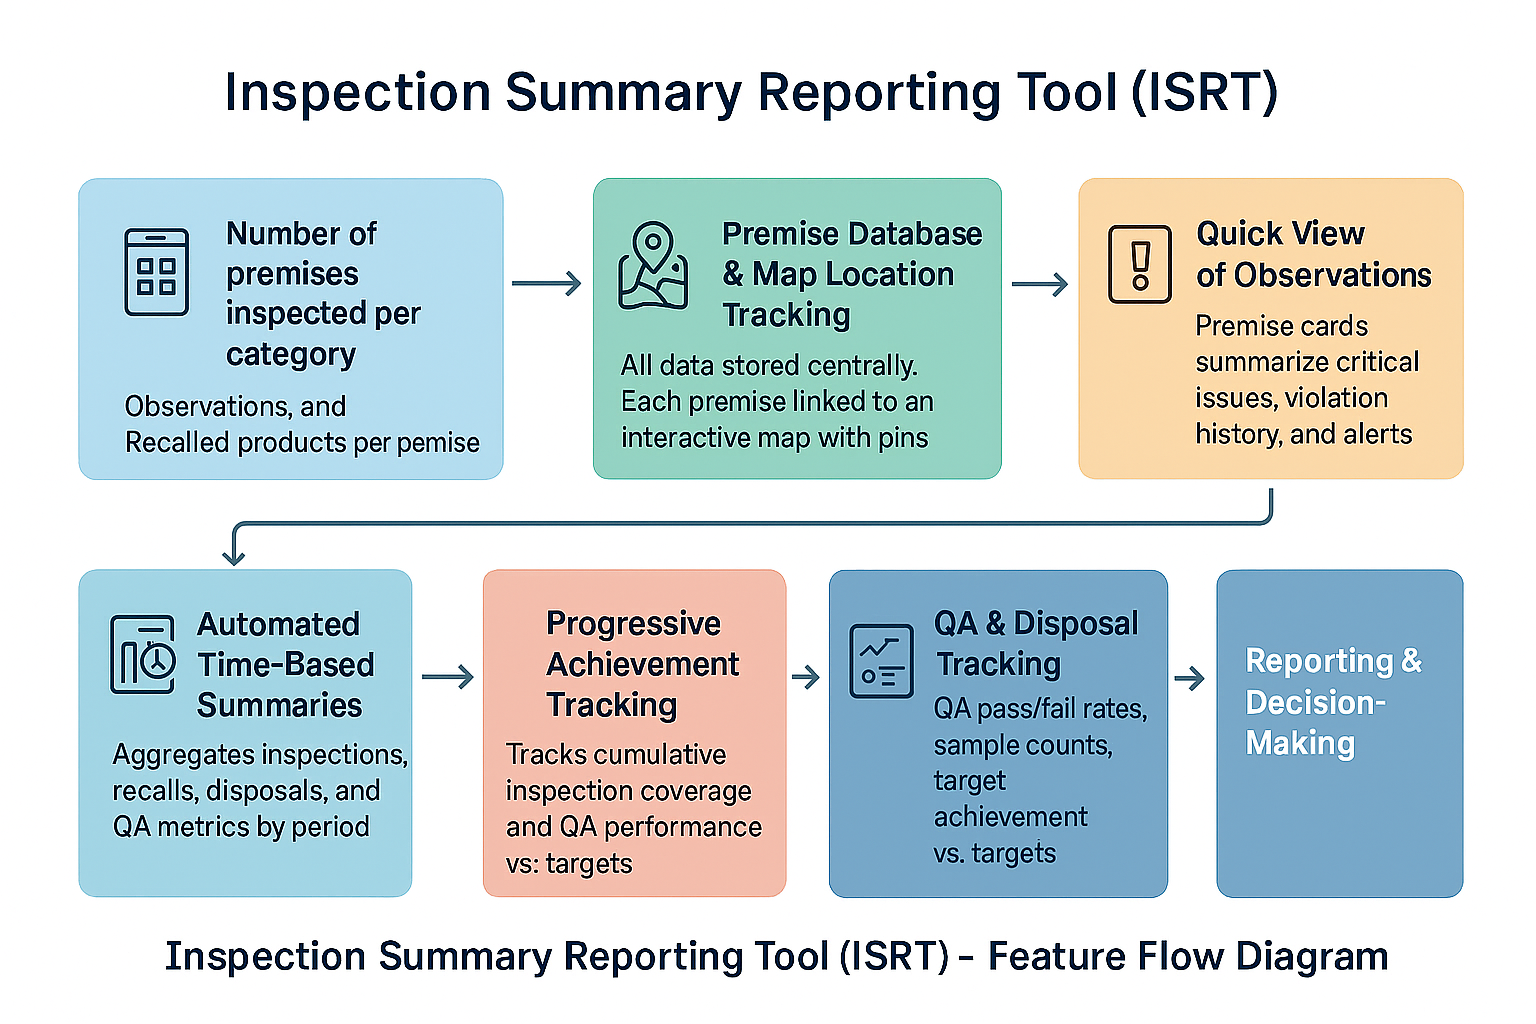 Inspection Summary Reporting Tool (ISRT)
Number of
premises
inspected per
category
Observations, and
Recalled products per pemise
Premise Database
& Map Location
Tracking
All data stored centrally.
Each premise linked to an
interactive map with pins
Quick View
of Observations
Premise cards
summarize critical
issues, violation
history, and alerts
Automated
Time-Based
Summaries
Aggregates inspections,
recalls, disposals, and
QA metrics by period
Progressive
Achievement
Tracking
Tracks cumulative
inspection coverage
and QA performance
vs: targets
QA & Disposal
Tracking
QA pass/fail rates,
sample counts,
target
achievement
vs. targets
Reporting &
Decision-
Making
Inspection Summary Reporting Tool (ISRT) – Feature Flow Diagram